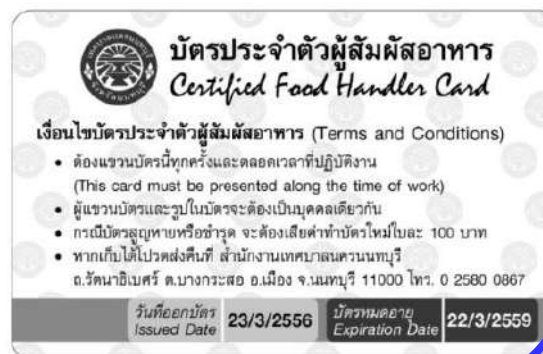 บัตรประจำตัวผู้สัมผัสอาหาร
Certified Food Handler Card
เงื่อนไขบัตรประจำตัวผู้สัมผัสอาหาร (Terms and Conditions)
• ต้องแขวนบัตรนี้ทุกครั้งและตลอดเวลาที่ปฏิบัติงาน
(This card must be presented along the time of work)
• ผู้แขวนบัตรและรูปในบัตรจะต้องเป็นบุคคลเดียวกัน
• กรณีบัตรสูญหายหรือชำรุด จะต้องเสียค่าทำบัตรใหม่ใบละ 100 บาท
• หากเก็บได้โปรดส่งคืนที่ สำนักงานเทศบาลนครนนทบุรี
ถ.รัตนาธิเบศร์ ต.บางกระสอ อ.เมือง จ.นนทบุรี 11000 โทร. 0 2580 0867
วันที่ออกบัตร
Issued Date 23/3/2556
บัตรหมดอายุ
Expiration Date 22/3/2559